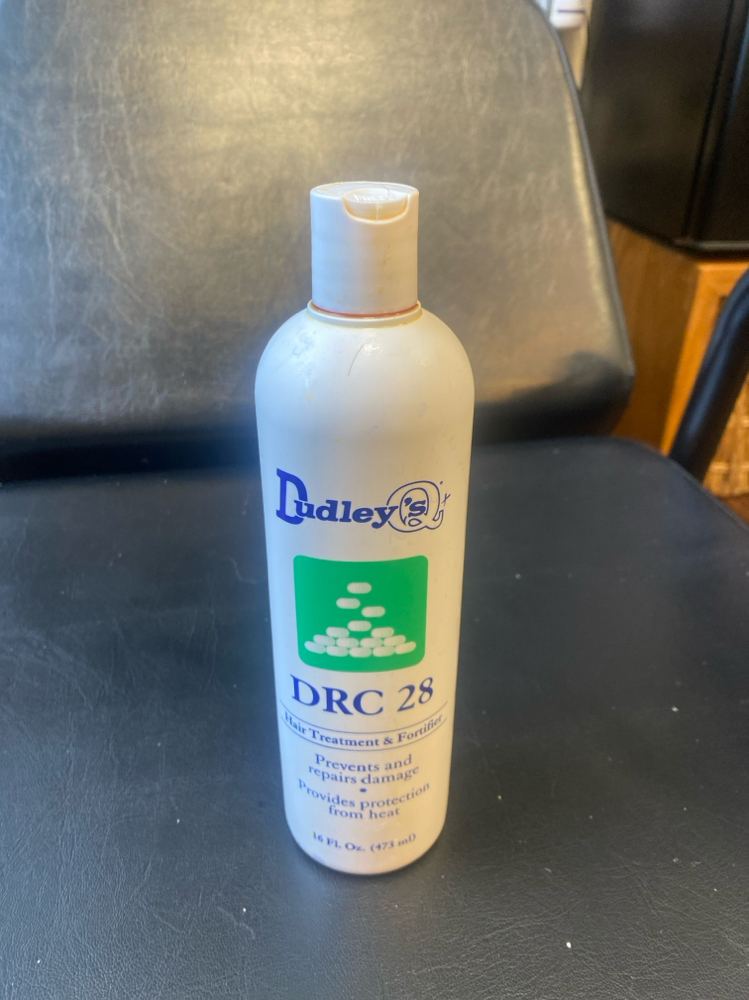 Dudley's Q+
DRC 28
Hair Treatment & Fortifier
Prevents and
repairs damage
•
Provides protection
from heat
16 Fl. Oz. (473 ml)